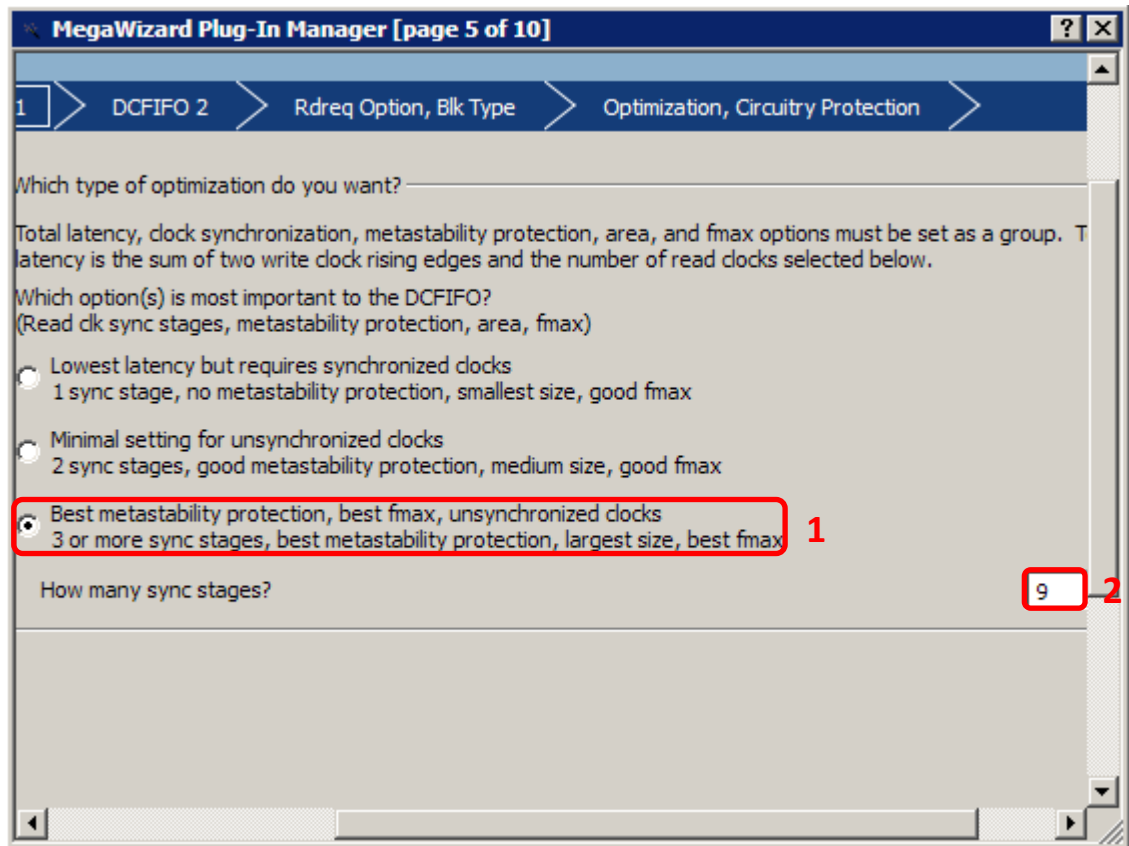 MegaWizard Plug-In Manager [page 5 of 10]
1 DCFIFO 2 Rdreq Option, Blk Type Optimization, Circuitry Protection
Which type of optimization do you want?
Total latency, clock synchronization, metastability protection, area, and fmax options must be set as a group. T
latency is the sum of two write clock rising edges and the number of read clocks selected below.
Which option(s) is most important to the DCFIFO?
(Read clk sync stages, metastability protection, area, fmax)
Lowest latency but requires synchronized clocks
1 sync stage, no metastability protection, smallest size, good fmax
Minimal setting for unsynchronized clocks
2 sync stages, good metastability protection, medium size, good fmax
Best metastability protection, best fmax, unsynchronized clocks
3 or more sync stages, best metastability protection, largest size, best fmax
1
How many sync stages? 9 2